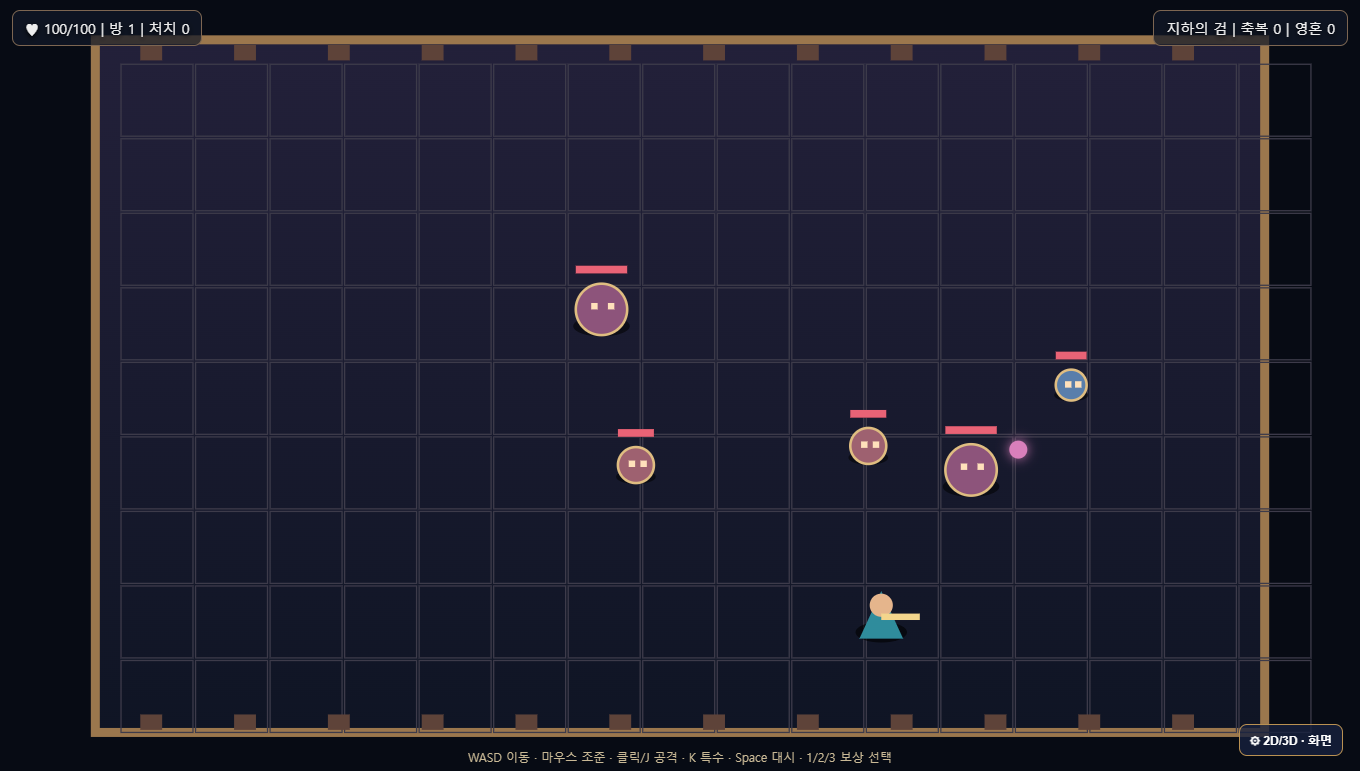 ♥ 100/100 | 방 1 | 처치 0
지하의 검 | 축복 0 | 영혼 0
WASD 이동 · 마우스 조준 · 클릭/J 공격 · K 특수 · Space 대시 · 1/2/3 보상 선택
⚙ 2D/3D · 화면